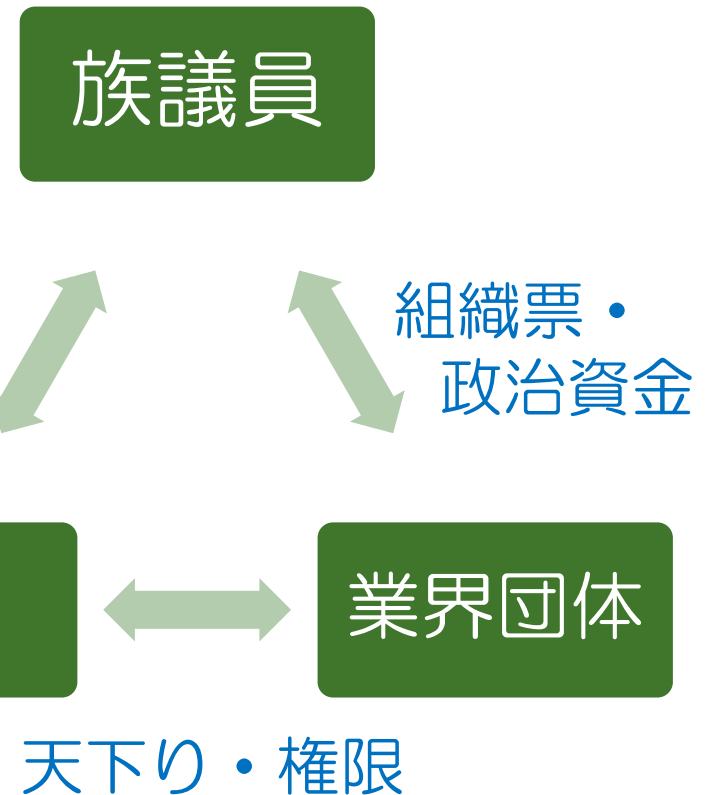 族議員
組織票・
政治資金
業界団体
天下り・権限